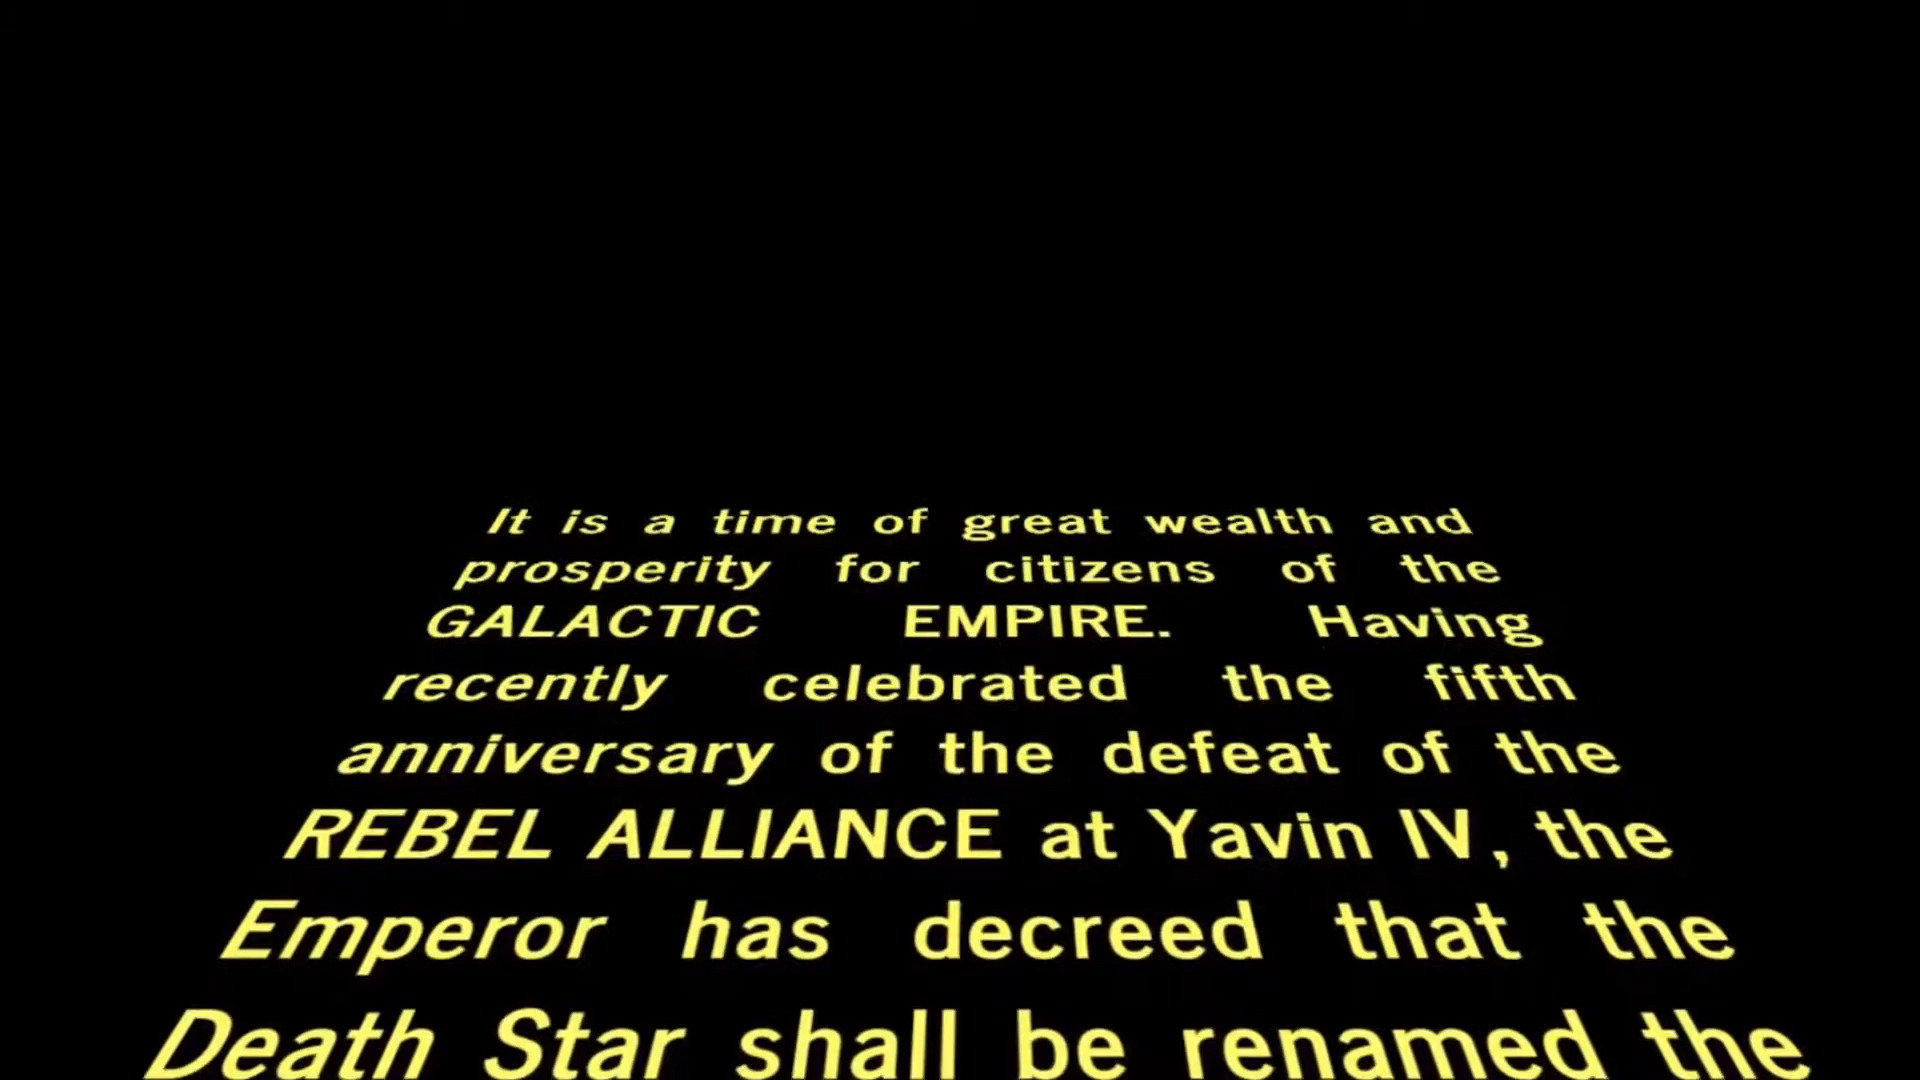 It is a time of great wealth and
prosperity for citizens of the
GALACTIC EMPIRE. Having
recently celebrated the fifth
anniversary of the defeat of the
REBEL ALLIANCE at Yavin IV, the
Emperor has decreed that the
Death Star shall be renamed the